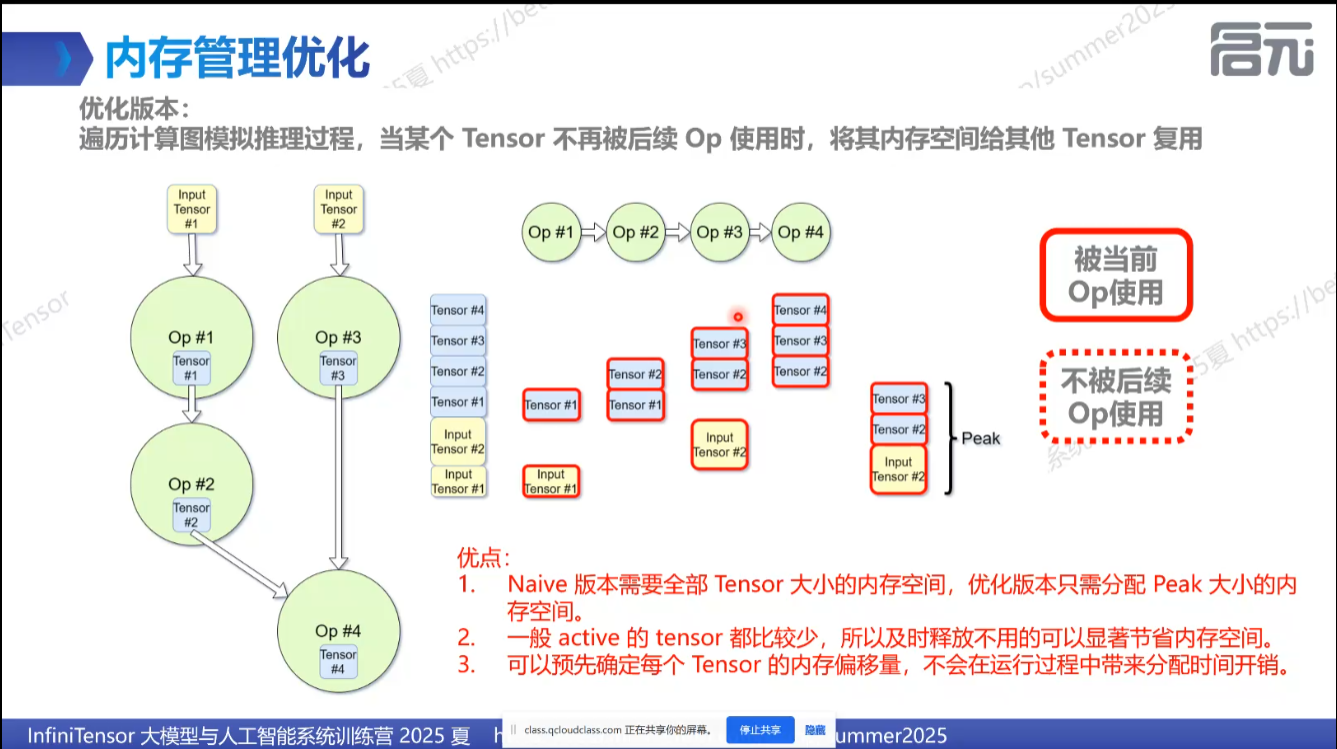 内存管理优化
启元
优化版本：
遍历计算图模拟推理过程，当某个 Tensor 不再被后续 Op 使用时，将其内存空间给其他 Tensor 复用
Input
Tensor
#1
Input
Tensor
#2
Op #1
Tensor
#1
Op #3
Tensor
#3
Op #2
Tensor
#2
Op #4
Tensor
#4
Op #1
Op #2
Op #3
Op #4
Tensor #4
Tensor #3
Tensor #2
Tensor #1
Input
Tensor #2
Input
Tensor #1
Tensor #1
Input
Tensor #1
Tensor #2
Tensor #1
Tensor #3
Tensor #2
Input
Tensor #2
Tensor #4
Tensor #3
Tensor #2
Tensor #3
Tensor #2
Input
Tensor #2
Peak
被当前
Op使用
不被后续
Op使用
优点：
1. Naive 版本需要全部 Tensor 大小的内存空间，优化版本只需分配 Peak 大小的内
存空间。
2. 一般 active 的 tensor 都比较少，所以及时释放不用的可以显著节省内存空间。
3. 可以预先确定每个 Tensor 的内存偏移量，不会在运行过程中带来分配时间开销。
InfiniTensor 大模型与人工智能系统训练营 2025 夏
class.qcloudclass.com 正在共享你的屏幕。
停止共享
隐藏
summer2025